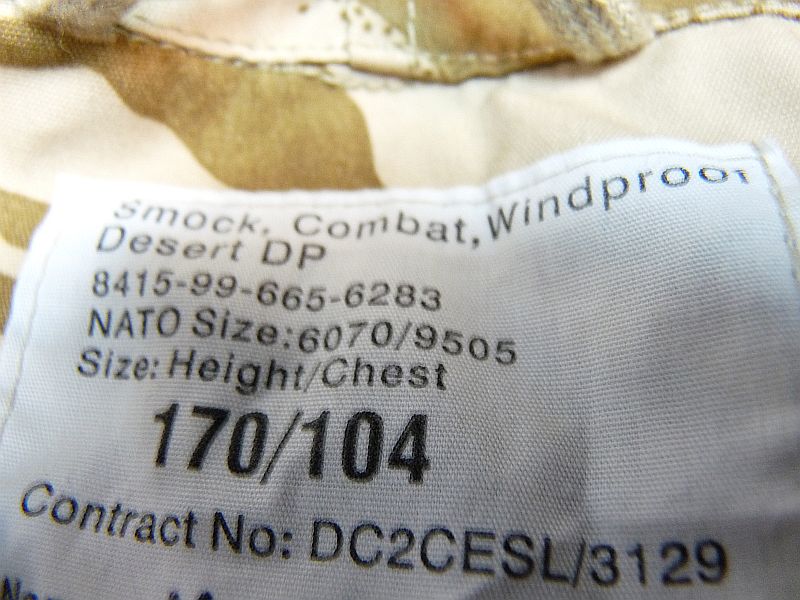 Smock, Combat, Windproof
Desert DP
8415-99-665-6283
NATO Size:6070/9505
Size: Height/Chest
170/104
Contract No: DC2CESL/3129